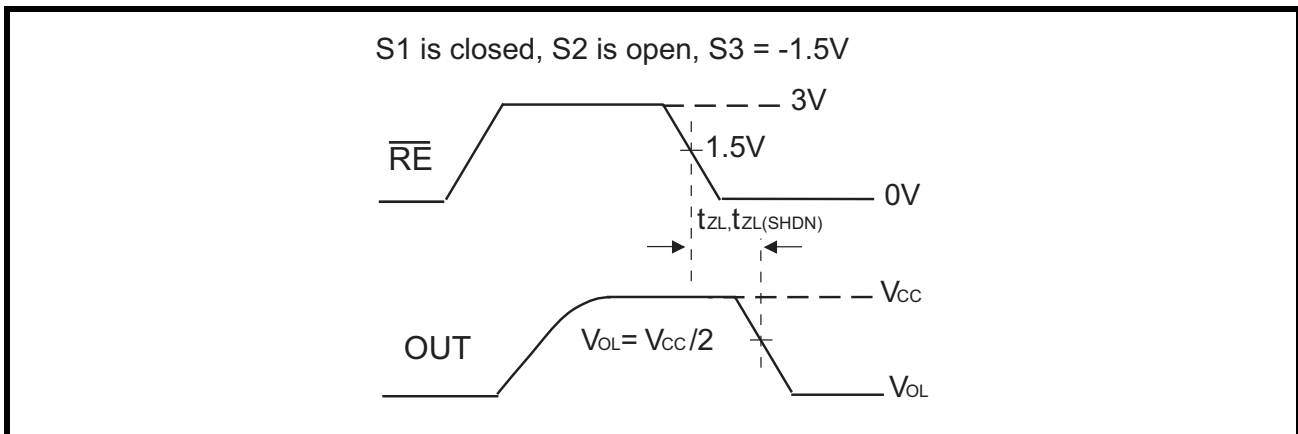 S1 is closed, S2 is open, S3 = -1.5V
3V
RE
1.5V
0V
tZL,tZL(SHDN)
VCC
OUT
VOL= VCC/2
VOL